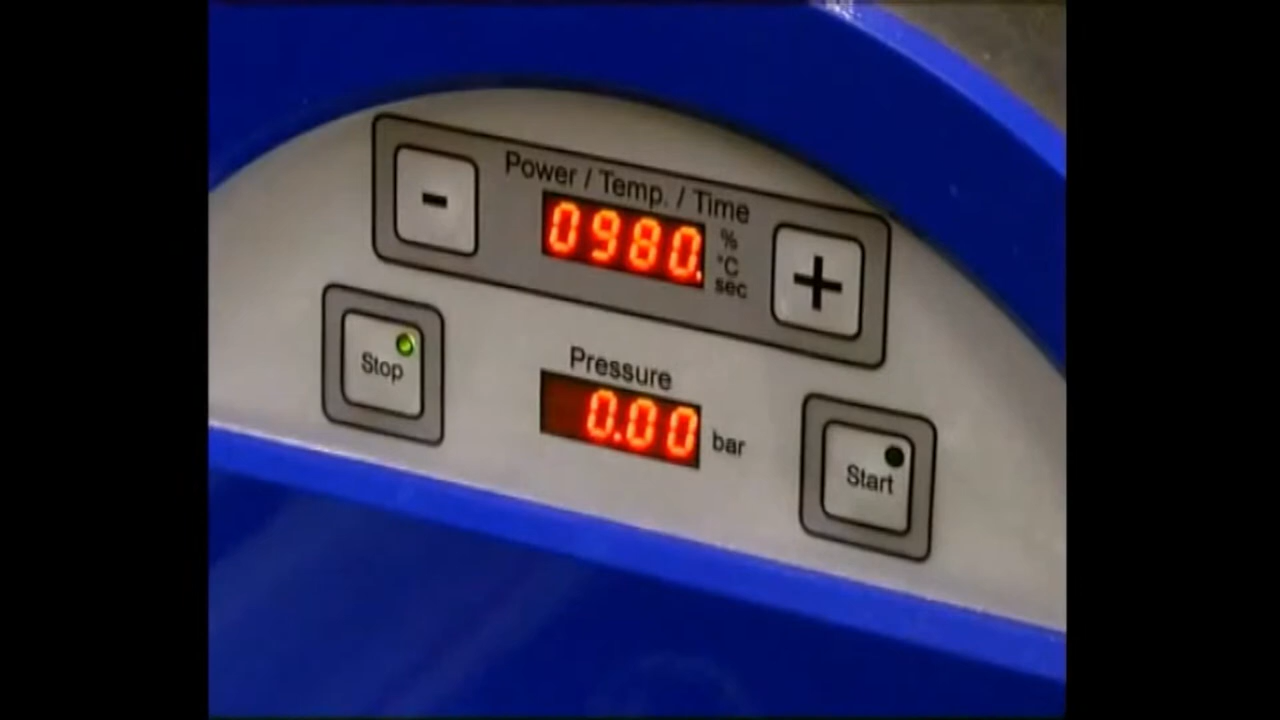 Power / Temp. / Time
-
0980.
%
°C
sec
+
Stop
Pressure
0.00 bar
Start